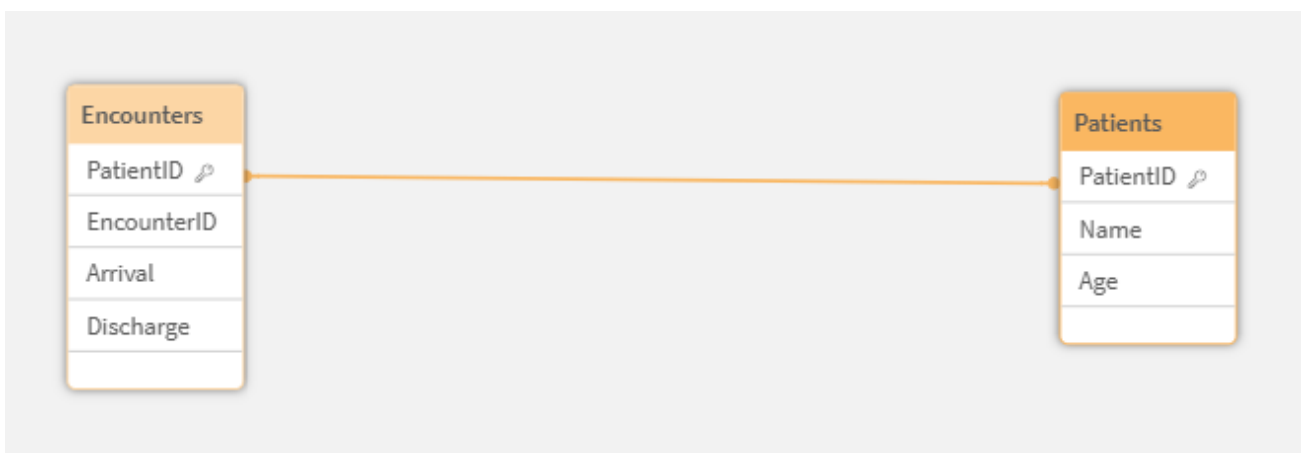 Encounters
PatientID
EncounterID
Arrival
Discharge
Patients
PatientID
Name
Age